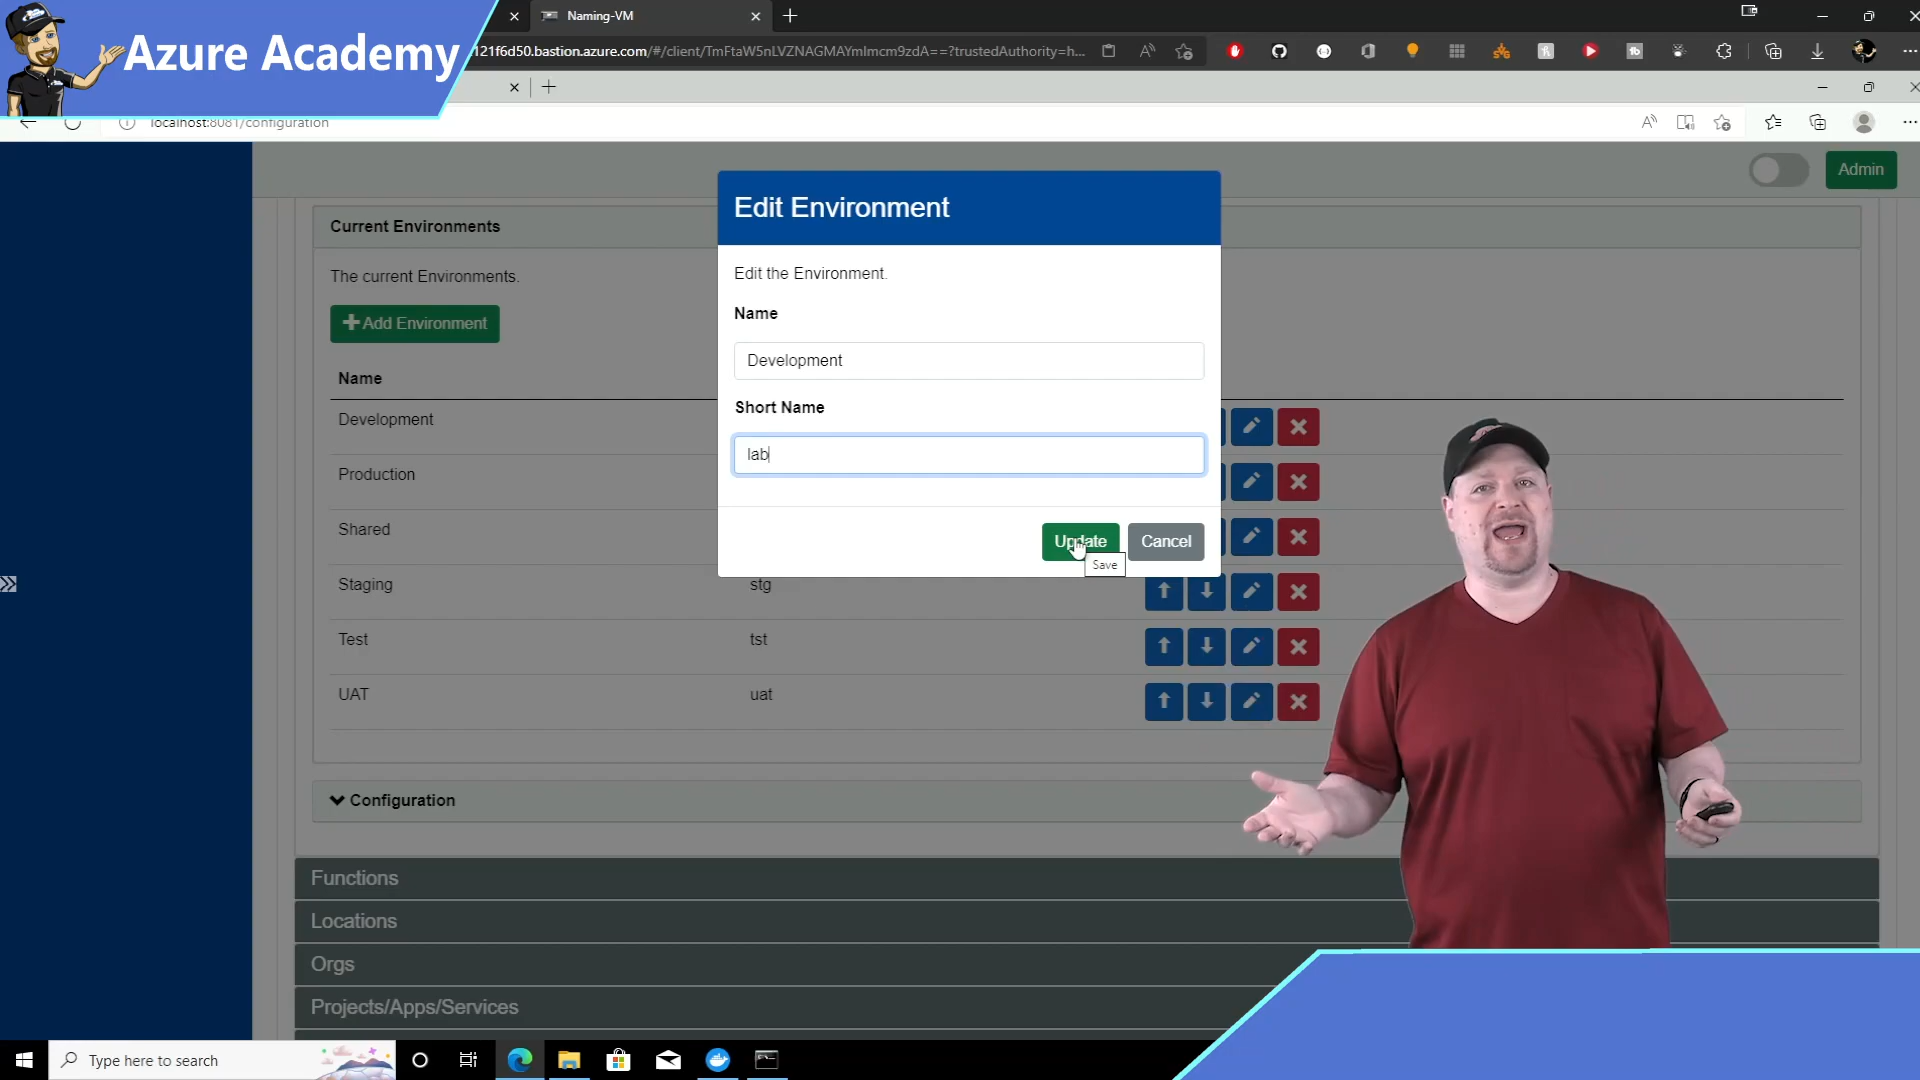 Azure Academy
Naming-VM
121f6d50.bastion.azure.com/#/client/TmFtaW5nLVZNAGMAYmlmcm9zdA==?trustedAuthority=h...
localhost:8081/configuration
Admin
Current Environments
The current Environments.
Add Environment
Name
Development
Production
Shared
Staging stg
Test tst
UAT uat
Configuration
Functions
Locations
Orgs
Projects/Apps/Services
Edit Environment
Edit the Environment.
Name
Development
Short Name
lab
Update Cancel
Save
Type here to search